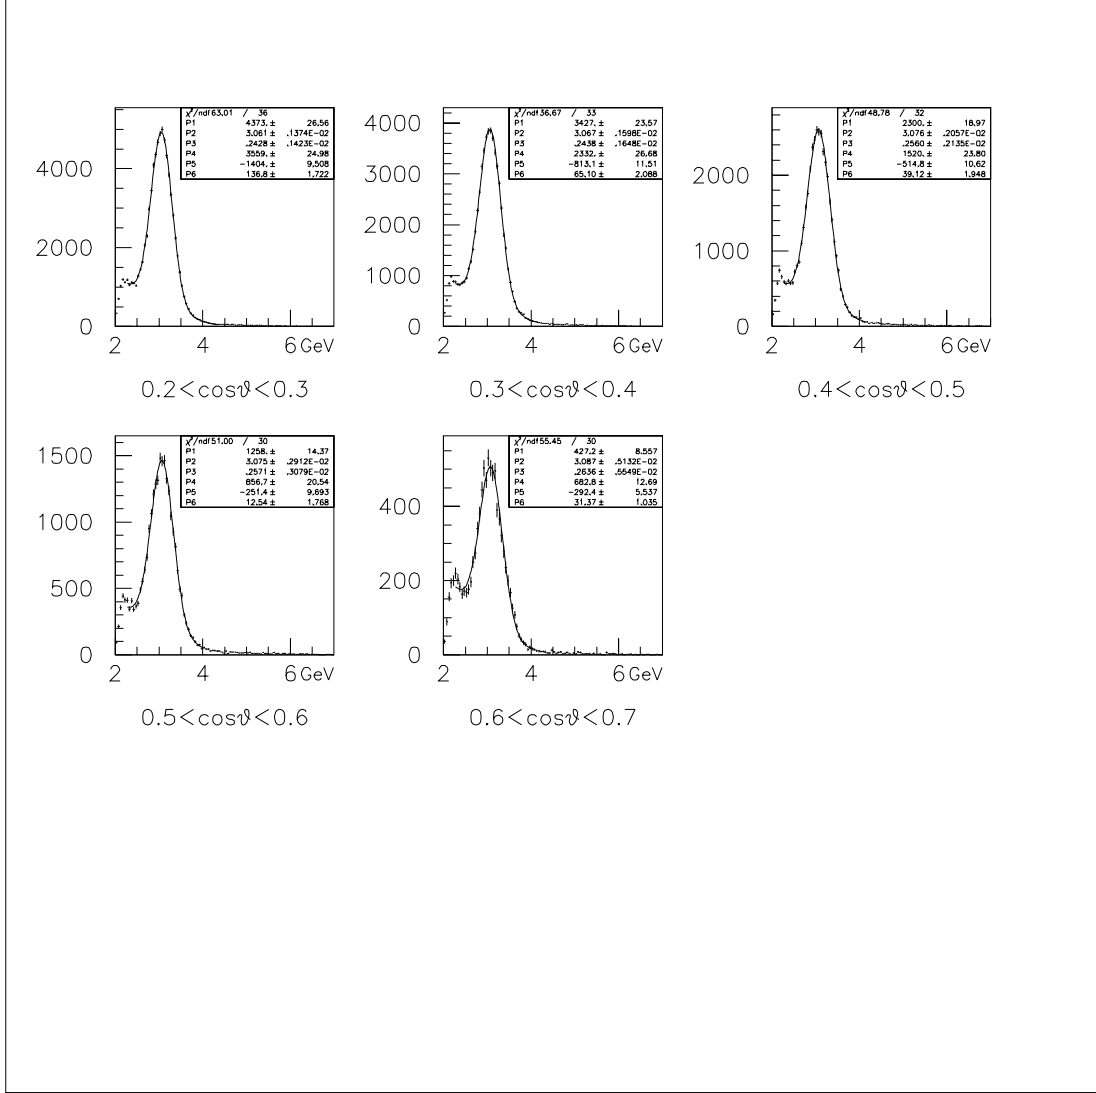 χ²/ndf 63.01 / 36
P1 4373. ± 26.56
P2 3.061 ± .1374E-02
P3 .2428 ± .1423E-02
P4 3559. ± 24.98
P5 -1404. ± 9.508
P6 136.8 ± 1.722
4000
2000
0
2 4 6 GeV
0.2<cosϑ<0.3
χ²/ndf 36.67 / 33
P1 3427. ± 23.57
P2 3.067 ± .1598E-02
P3 .2438 ± .1648E-02
P4 2332. ± 26.68
P5 -813.1 ± 11.51
P6 65.10 ± 2.088
4000
3000
2000
1000
0
2 4 6 GeV
0.3<cosϑ<0.4
χ²/ndf 48.78 / 32
P1 2300. ± 18.97
P2 3.076 ± .2057E-02
P3 .2560 ± .2135E-02
P4 1520. ± 23.80
P5 -514.8 ± 10.62
P6 39.12 ± 1.948
2000
1000
0
2 4 6 GeV
0.4<cosϑ<0.5
χ²/ndf 51.00 / 30
P1 1258. ± 14.37
P2 3.075 ± .2912E-02
P3 .2571 ± .3079E-02
P4 856.7 ± 20.54
P5 -251.4 ± 9.693
P6 12.54 ± 1.768
1500
1000
500
0
2 4 6 GeV
0.5<cosϑ<0.6
χ²/ndf 55.45 / 30
P1 427.2 ± 8.557
P2 3.087 ± .5132E-02
P3 .2636 ± .5549E-02
P4 682.8 ± 12.69
P5 -292.4 ± 5.537
P6 31.37 ± 1.035
400
200
0
2 4 6 GeV
0.6<cosϑ<0.7